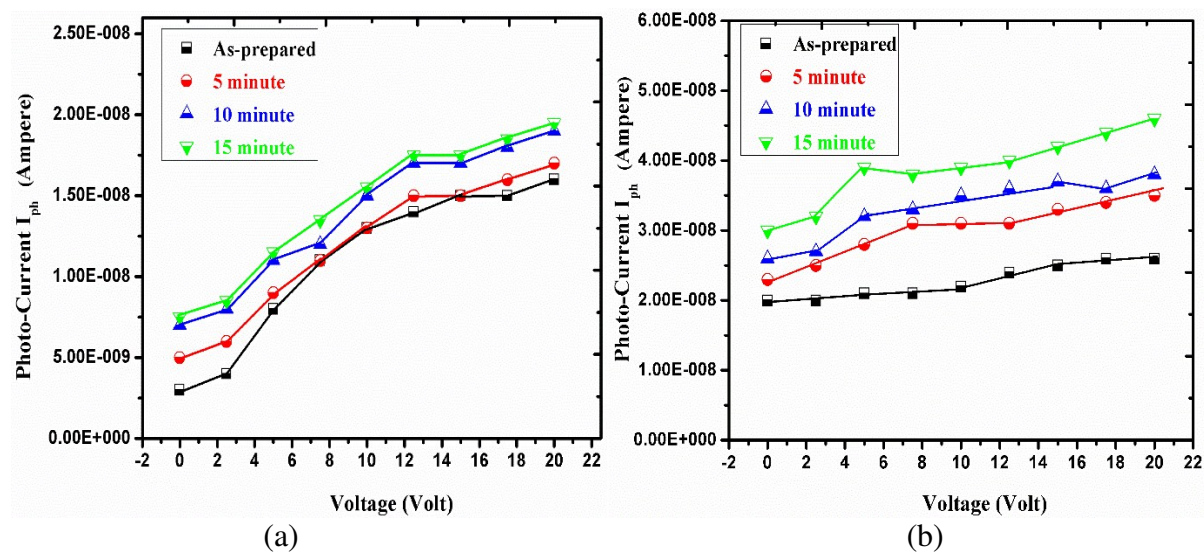 2.50E-008
2.00E-008
1.50E-008
1.00E-008
5.00E-009
0.00E+000
Photo-Current I_ph (Ampere)
As-prepared
5 minute
10 minute
15 minute
-2 0 2 4 6 8 10 12 14 16 18 20 22
Voltage (Volt)
(a)
6.00E-008
5.00E-008
4.00E-008
3.00E-008
2.00E-008
1.00E-008
0.00E+000
Photo-Current I_ph (Ampere)
As-prepared
5 minute
10 minute
15 minute
-2 0 2 4 6 8 10 12 14 16 18 20 22
Voltage (Volt)
(b)